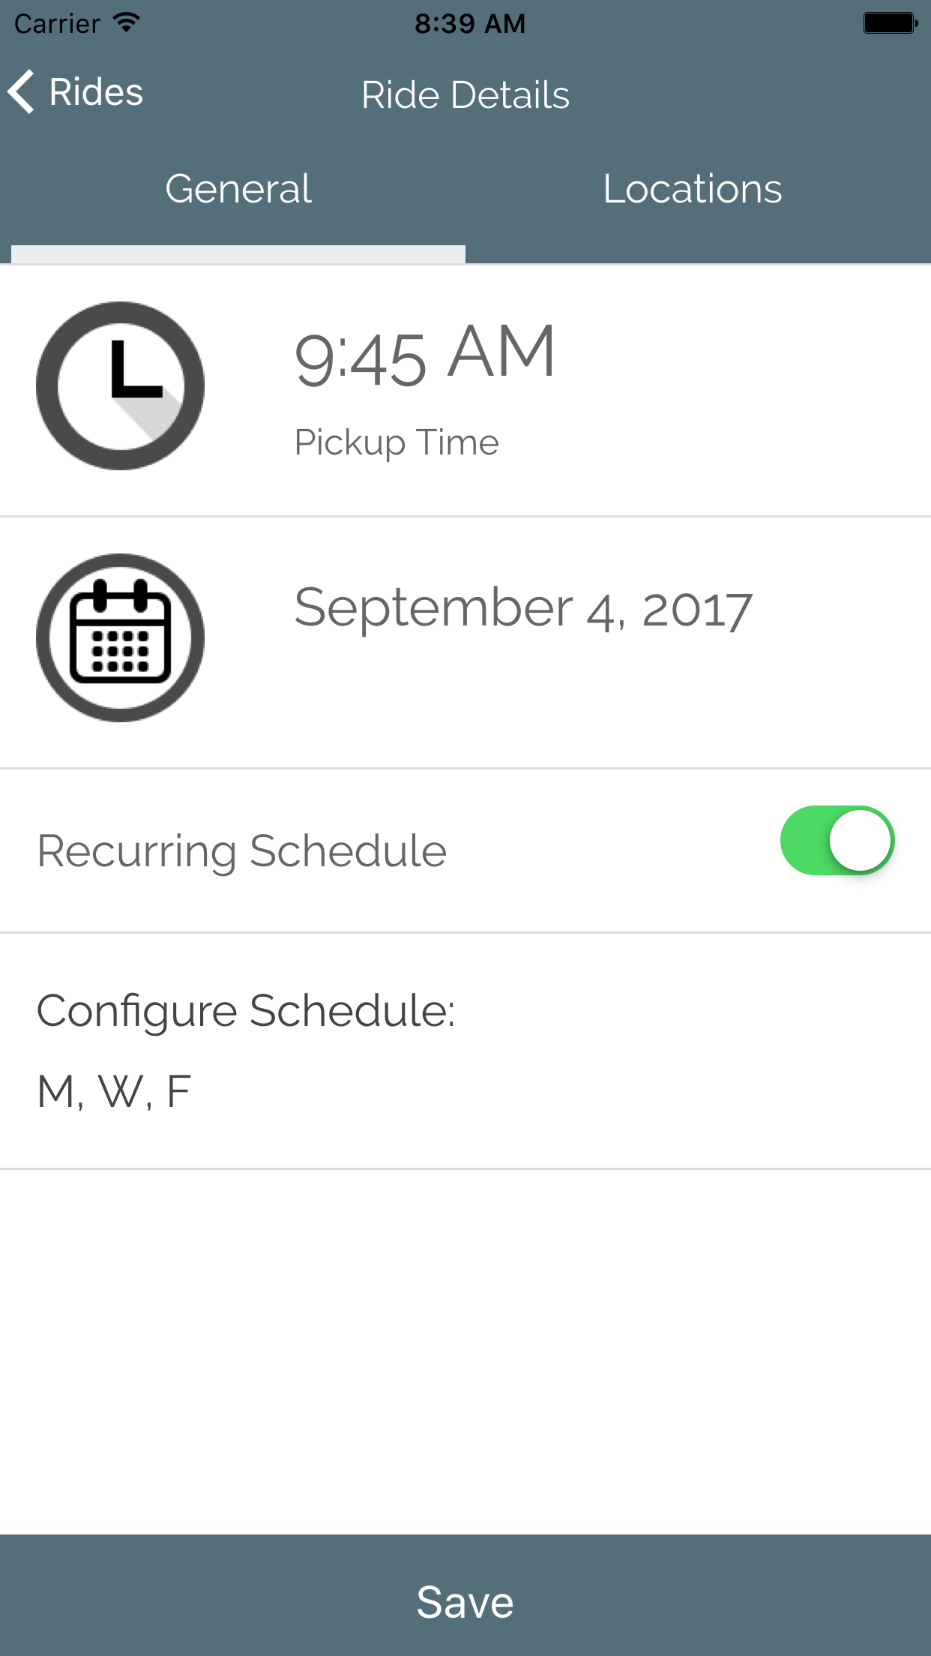 Carrier 8:39 AM
Rides Ride Details
General Locations
9:45 AM
Pickup Time
September 4, 2017
Recurring Schedule
Configure Schedule:
M, W, F
Save